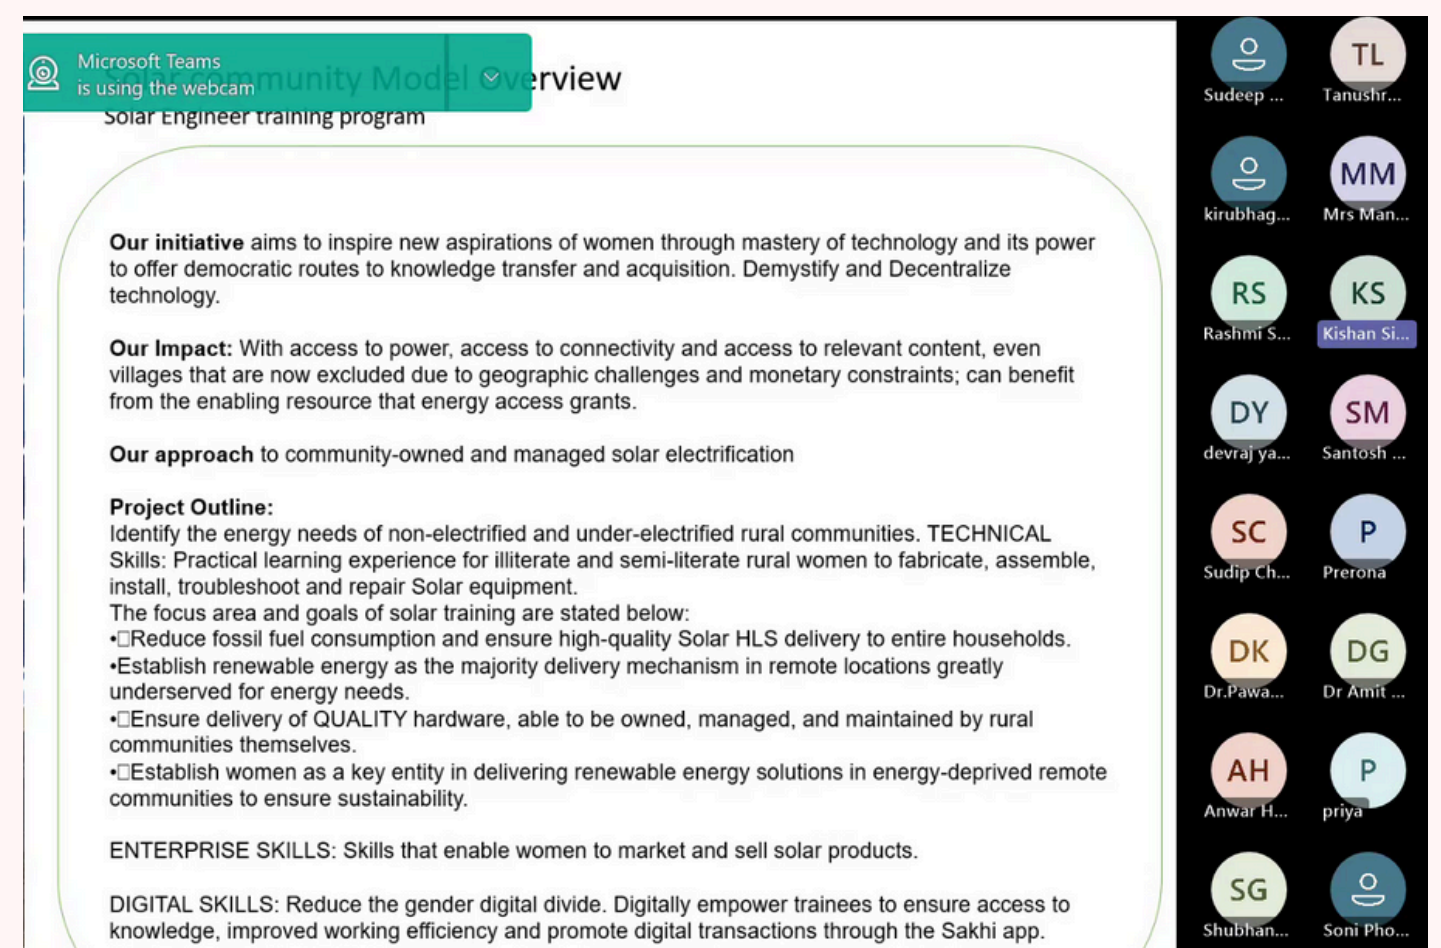 Microsoft Teams
is using the webcam
Solar community Model Overview
Solar Engineer training program
Our initiative aims to inspire new aspirations of women through mastery of technology and its power
to offer democratic routes to knowledge transfer and acquisition. Demystify and Decentralize
technology.
Our Impact: With access to power, access to connectivity and access to relevant content, even
villages that are now excluded due to geographic challenges and monetary constraints; can benefit
from the enabling resource that energy access grants.
Our approach to community-owned and managed solar electrification
Project Outline:
Identify the energy needs of non-electrified and under-electrified rural communities. TECHNICAL
Skills: Practical learning experience for illiterate and semi-literate rural women to fabricate, assemble,
install, troubleshoot and repair Solar equipment.
The focus area and goals of solar training are stated below:
•□Reduce fossil fuel consumption and ensure high-quality Solar HLS delivery to entire households.
•Establish renewable energy as the majority delivery mechanism in remote locations greatly
underserved for energy needs.
•□Ensure delivery of QUALITY hardware, able to be owned, managed, and maintained by rural
communities themselves.
•□Establish women as a key entity in delivering renewable energy solutions in energy-deprived remote
communities to ensure sustainability.
ENTERPRISE SKILLS: Skills that enable women to market and sell solar products.
DIGITAL SKILLS: Reduce the gender digital divide. Digitally empower trainees to ensure access to
knowledge, improved working efficiency and promote digital transactions through the Sakhi app.
TL
Sudeep ... Tanushr...
MM
kirubhag... Mrs Man...
RS KS
Rashmi S... Kishan Si...
DY SM
devraj ya... Santosh ...
SC P
Sudip Ch... Prerona
DK DG
Dr.Pawa... Dr Amit ...
AH P
Anwar H... priya
SG
Shubhan... Soni Pho...